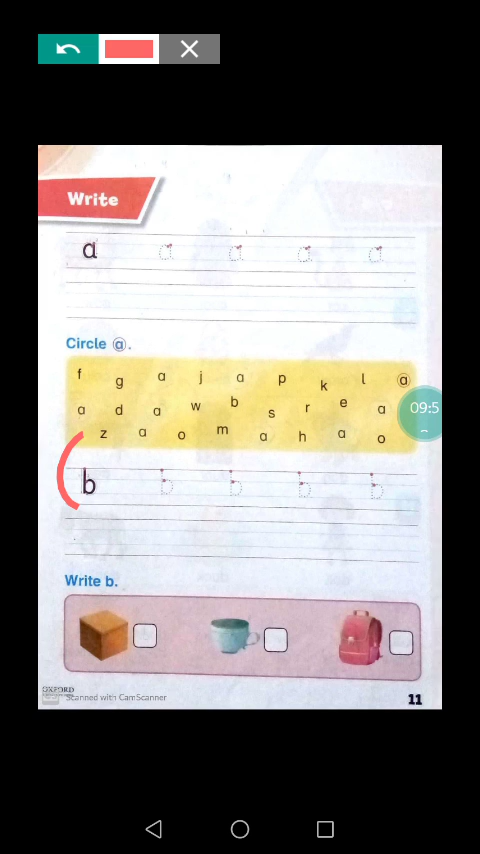 Write
a a a a a
Circle a.
f g a j a p k l a
a d a w b s r e a
z a o m a h a o
09:5
b b b b b
Write b.
OXFORD
Scanned with CamScanner
11